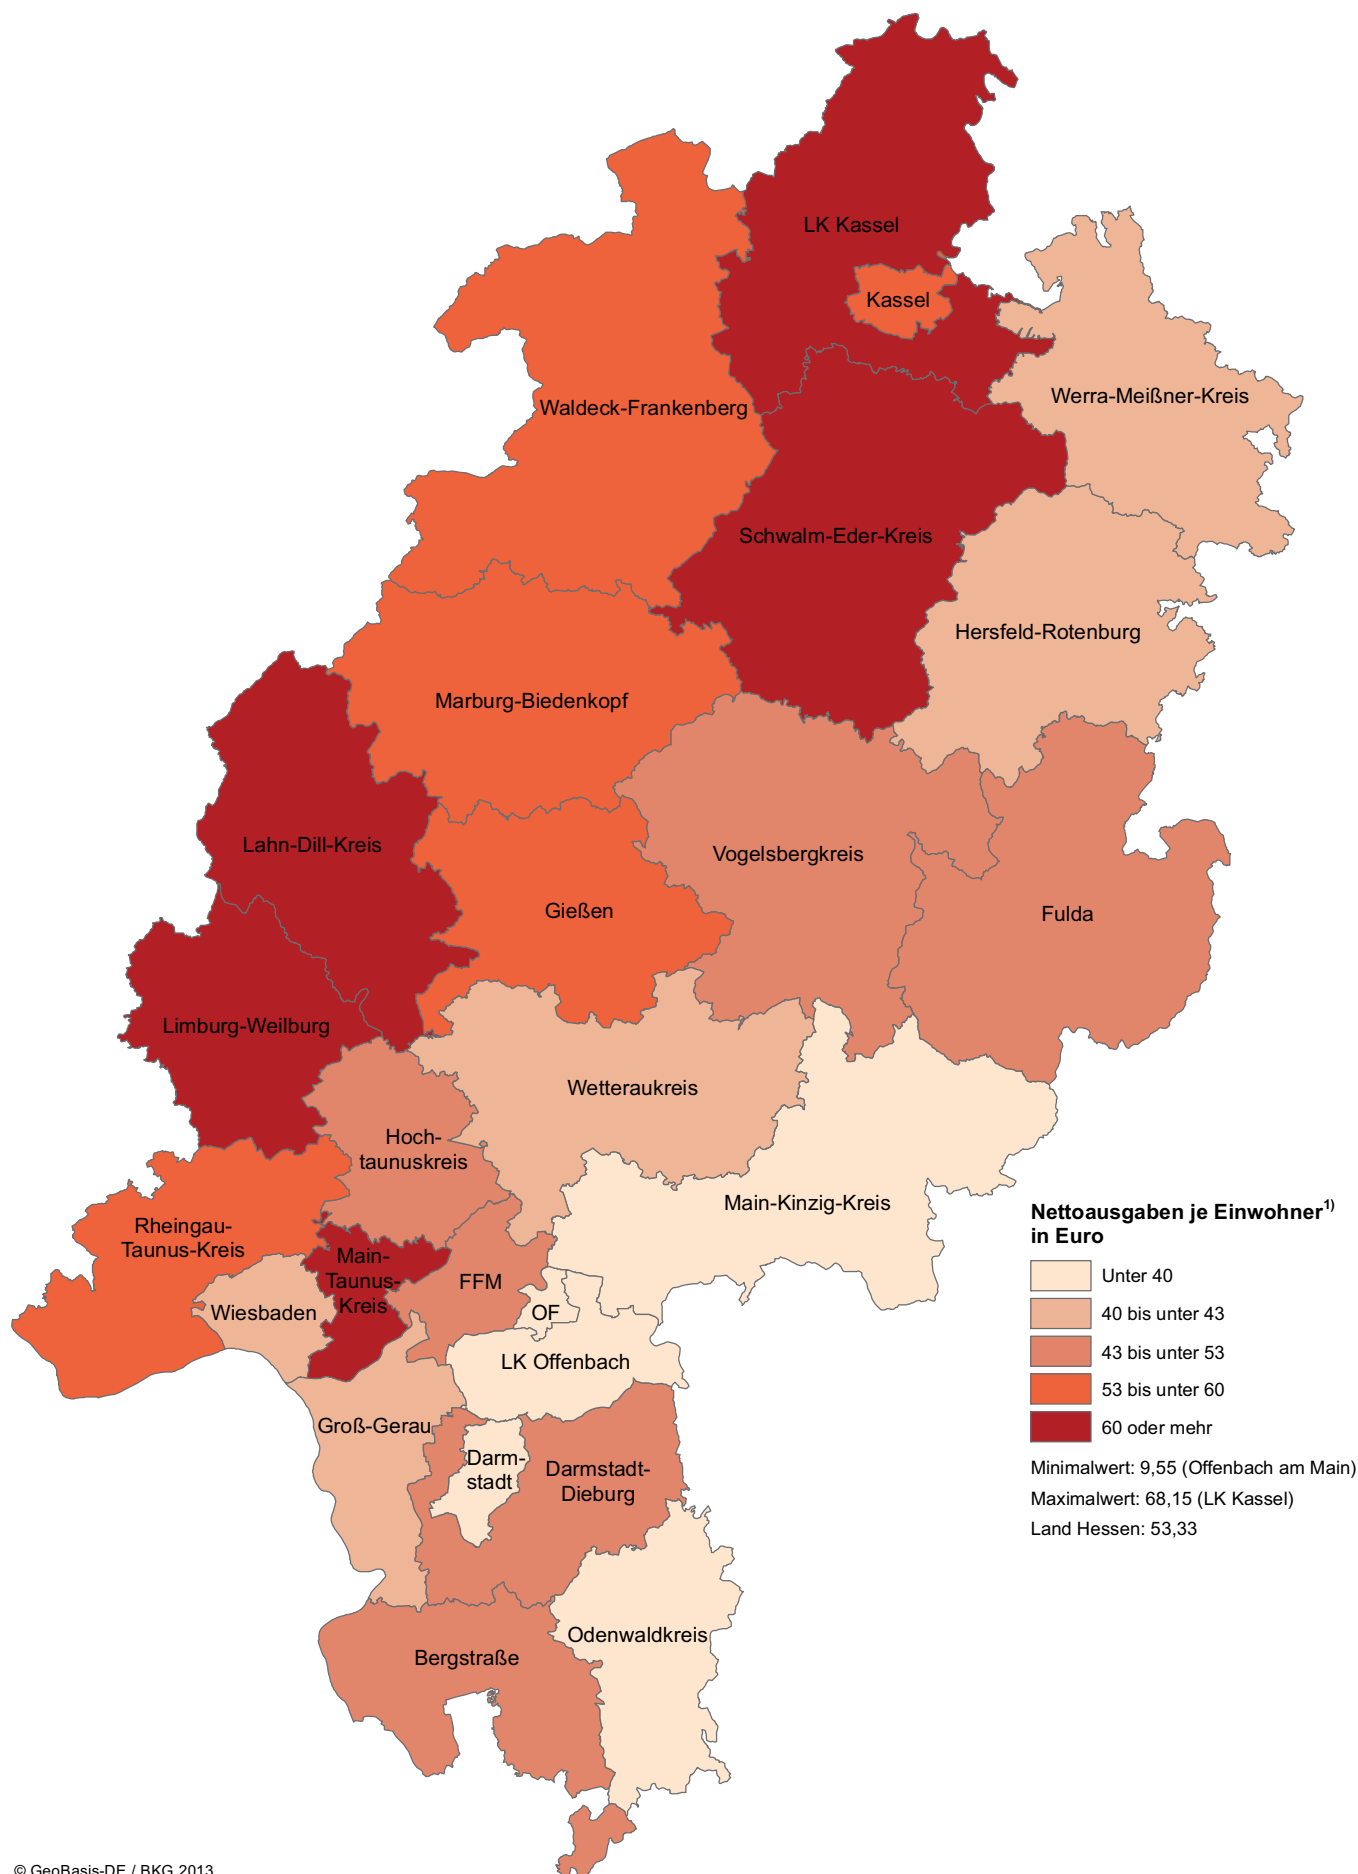 LK Kassel
Kassel
Werra-Meißner-Kreis
Waldeck-Frankenberg
Schwalm-Eder-Kreis
Hersfeld-Rotenburg
Marburg-Biedenkopf
Lahn-Dill-Kreis
Vogelsbergkreis
Gießen
Fulda
Limburg-Weilburg
Wetteraukreis
Hoch-
taunuskreis
Main-Kinzig-Kreis
Rheingau-
Taunus-Kreis
Main-
Taunus-
Kreis
FFM
Wiesbaden
OF
LK Offenbach
Groß-Gerau
Darm-
stadt
Darmstadt-
Dieburg
Odenwaldkreis
Bergstraße
Nettoausgaben je Einwohner1)
in Euro
Unter 40
40 bis unter 43
43 bis unter 53
53 bis unter 60
60 oder mehr
Minimalwert: 9,55 (Offenbach am Main)
Maximalwert: 68,15 (LK Kassel)
Land Hessen: 53,33
© GeoBasis-DE / BKG 2013